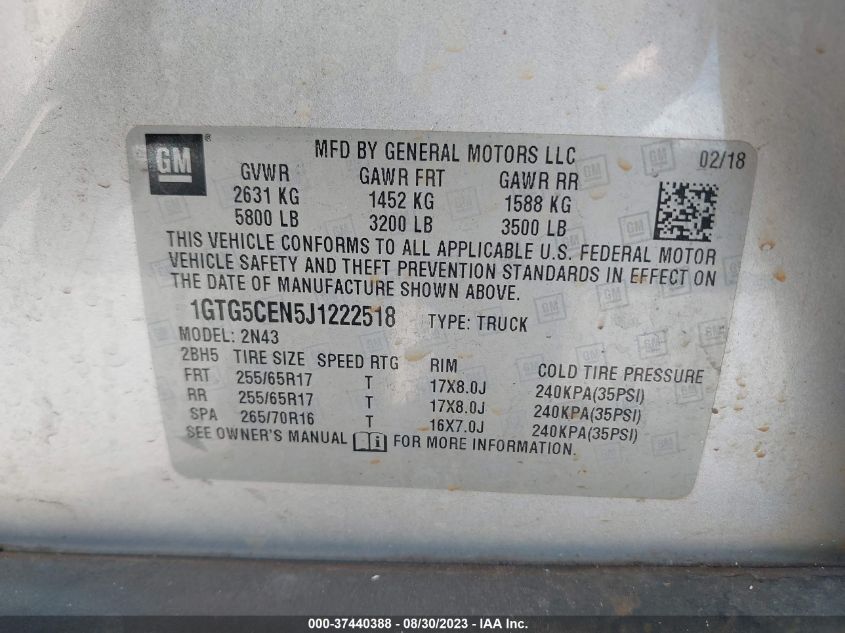 GM ®
MFD BY GENERAL MOTORS LLC 02/18
GVWR GAWR FRT GAWR RR
2631 KG 1452 KG 1588 KG
5800 LB 3200 LB 3500 LB
THIS VEHICLE CONFORMS TO ALL APPLICABLE U.S. FEDERAL MOTOR
VEHICLE SAFETY AND THEFT PREVENTION STANDARDS IN EFFECT ON
THE DATE OF MANUFACTURE SHOWN ABOVE.
1GTG5CEN5J1222518 TYPE: TRUCK
MODEL: 2N43
2BH5 TIRE SIZE SPEED RTG RIM COLD TIRE PRESSURE
FRT 255/65R17 T 17X8.0J 240KPA(35PSI)
RR 255/65R17 T 17X8.0J 240KPA(35PSI)
SPA 265/70R16 T 16X7.0J 240KPA(35PSI)
SEE OWNER'S MANUAL FOR MORE INFORMATION.
000-37440388 - 08/30/2023 - IAA Inc.